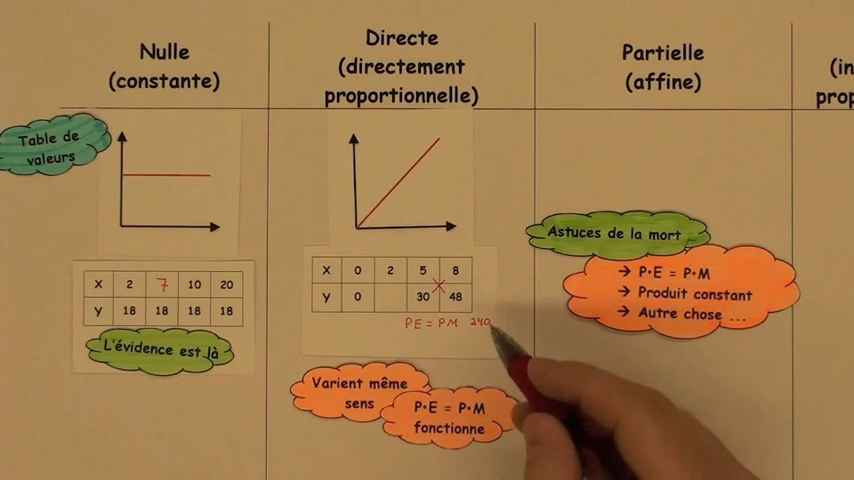 Nulle
(constante)
Directe
(directement
proportionnelle)
Partielle
(affine)
(in
prop
Table de
valeurs
X 2 7 10 20
Y 18 18 18 18
L'évidence est là
X 0 2 5 8
Y 0 30 48
PE = PM 240
Varient même
sens
P•E = P•M
fonctionne
Astuces de la mort
→ P•E = P•M
→ Produit constant
→ Autre chose ...